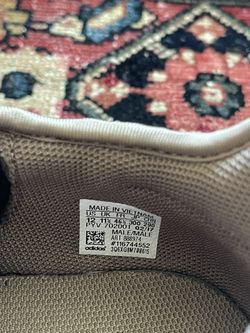 MADE IN VIETNAM
US UK FR JP CHN
12 11½ 46⅔ 300 295
PYV 702001 02/17
MALE/MALE
ART BB8974
#116744552
adidas